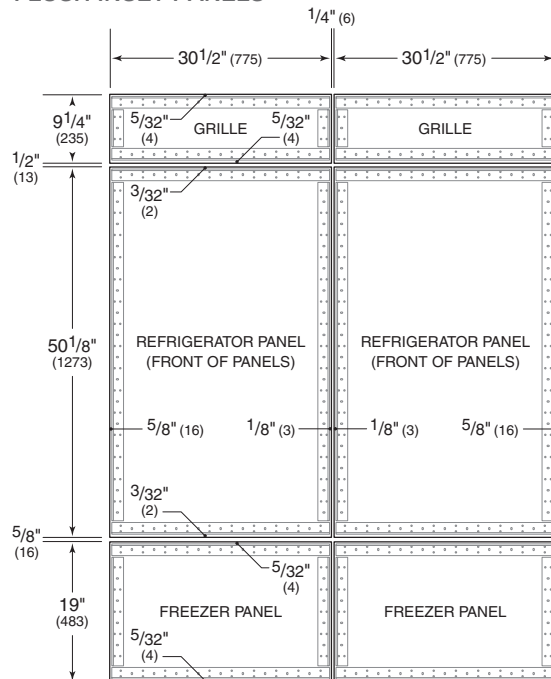 FLUSH INSET PANELS
1/4" (6)
30 1/2" (775) 30 1/2" (775)
9 1/4"
(235)
5/32"
(4)
GRILLE
5/32"
(4)
GRILLE
1/2"
(13)
3/32"
(2)
50 1/8"
(1273)
REFRIGERATOR PANEL
(FRONT OF PANELS)
REFRIGERATOR PANEL
(FRONT OF PANELS)
5/8" (16) 1/8" (3) 1/8" (3) 5/8" (16)
3/32"
(2)
5/8"
(16)
5/32"
(4)
19"
(483)
FREEZER PANEL FREEZER PANEL
5/32"
(4)